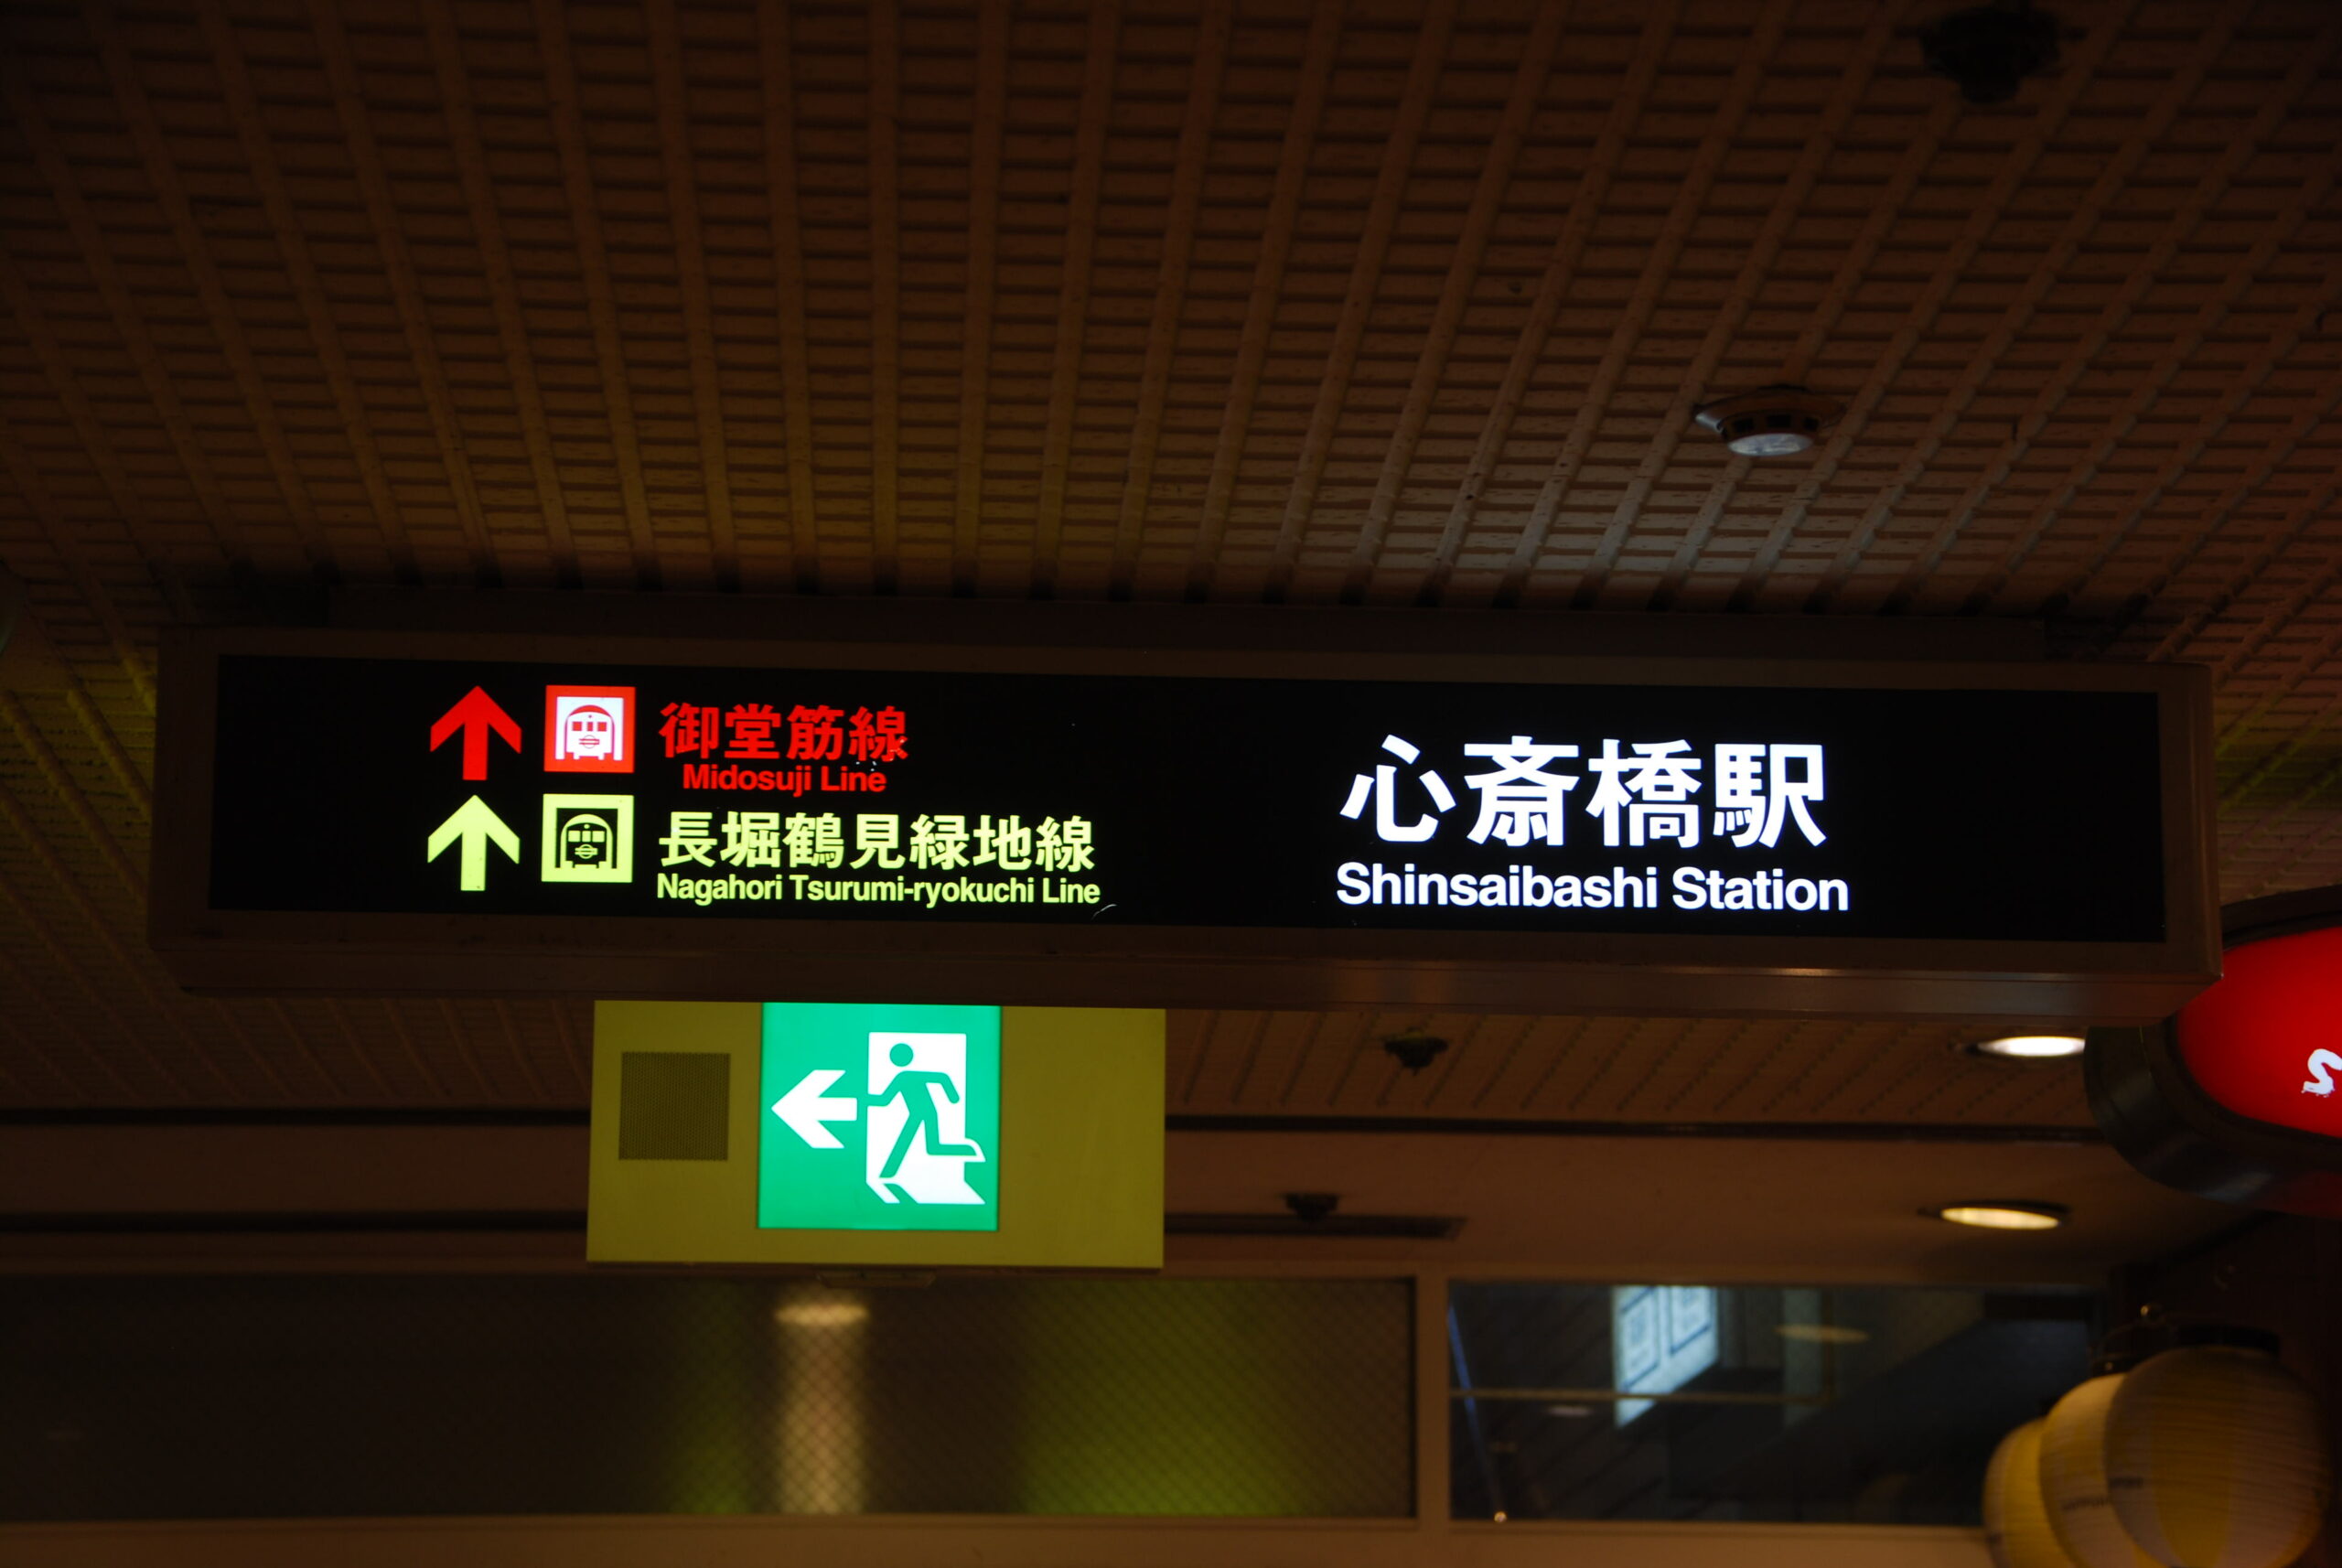 御堂筋線
Midosuji Line
長堀鶴見緑地線
Nagahori Tsurumi-ryokuchi Line
心斎橋駅
Shinsaibashi Station